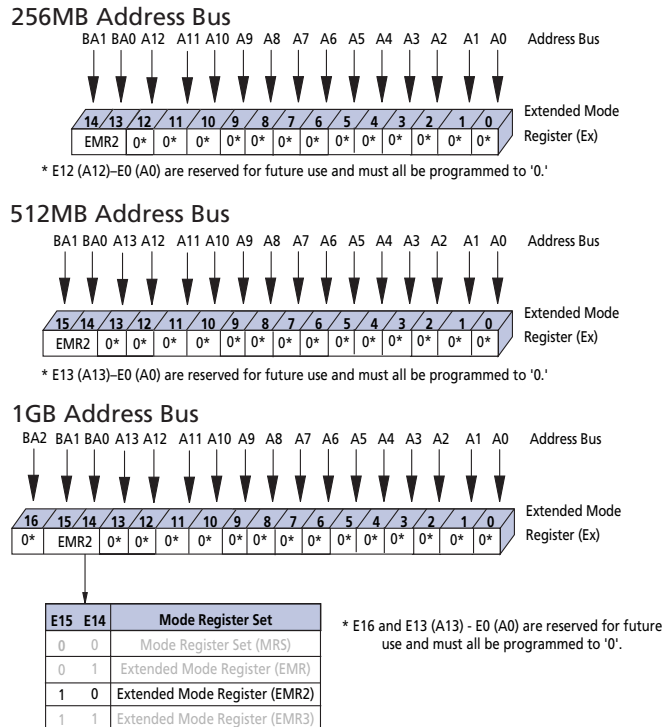 256MB Address Bus
BA1 BA0 A12 A11 A10 A9 A8 A7 A6 A5 A4 A3 A2 A1 A0 Address Bus
14 13 12 11 10 9 8 7 6 5 4 3 2 1 0 Extended Mode
EMR2 0* 0* 0* 0* 0* 0* 0* 0* 0* 0* 0* 0* 0* Register (Ex)
* E12 (A12)–E0 (A0) are reserved for future use and must all be programmed to '0.'
512MB Address Bus
BA1 BA0 A13 A12 A11 A10 A9 A8 A7 A6 A5 A4 A3 A2 A1 A0 Address Bus
15 14 13 12 11 10 9 8 7 6 5 4 3 2 1 0 Extended Mode
EMR2 0* 0* 0* 0* 0* 0* 0* 0* 0* 0* 0* 0* 0* 0* Register (Ex)
* E13 (A13)–E0 (A0) are reserved for future use and must all be programmed to '0.'
1GB Address Bus
BA2 BA1 BA0 A13 A12 A11 A10 A9 A8 A7 A6 A5 A4 A3 A2 A1 A0 Address Bus
16 15 14 13 12 11 10 9 8 7 6 5 4 3 2 1 0 Extended Mode
0* EMR2 0* 0* 0* 0* 0* 0* 0* 0* 0* 0* 0* 0* 0* 0* Register (Ex)
E15 E14 Mode Register Set
0 0 Mode Register Set (MRS)
0 1 Extended Mode Register (EMR)
1 0 Extended Mode Register (EMR2)
1 1 Extended Mode Register (EMR3)
* E16 and E13 (A13) - E0 (A0) are reserved for future
use and must all be programmed to '0'.